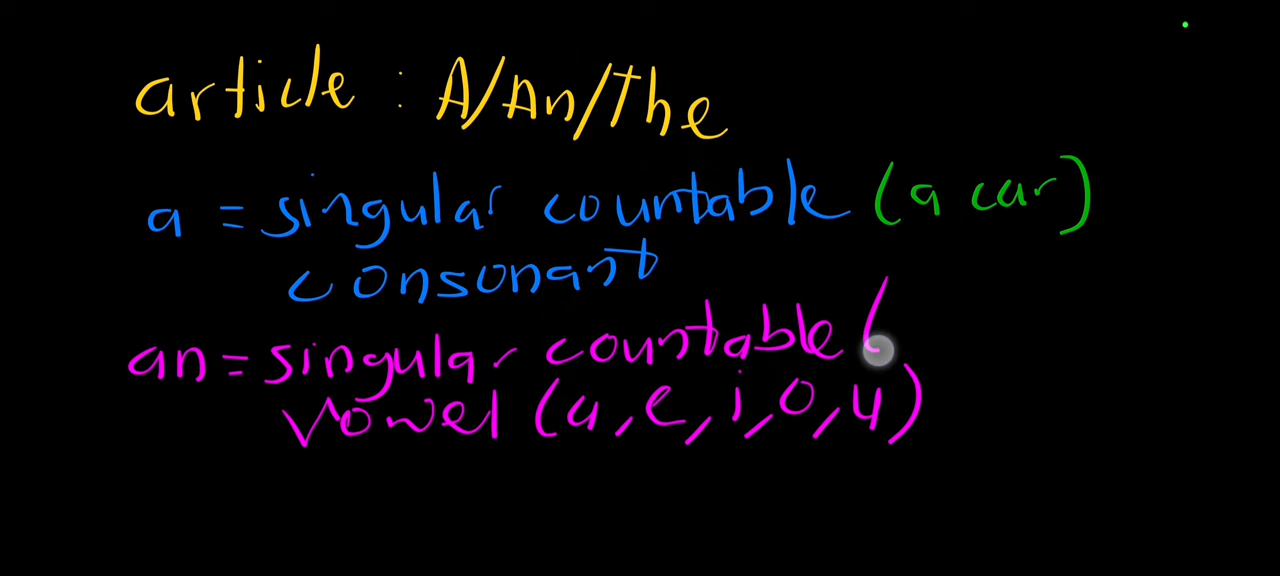 article : A/An/The
a = singular countable (a car)
consonant
an = singular countable (
vowel (a, e, i, o, u)